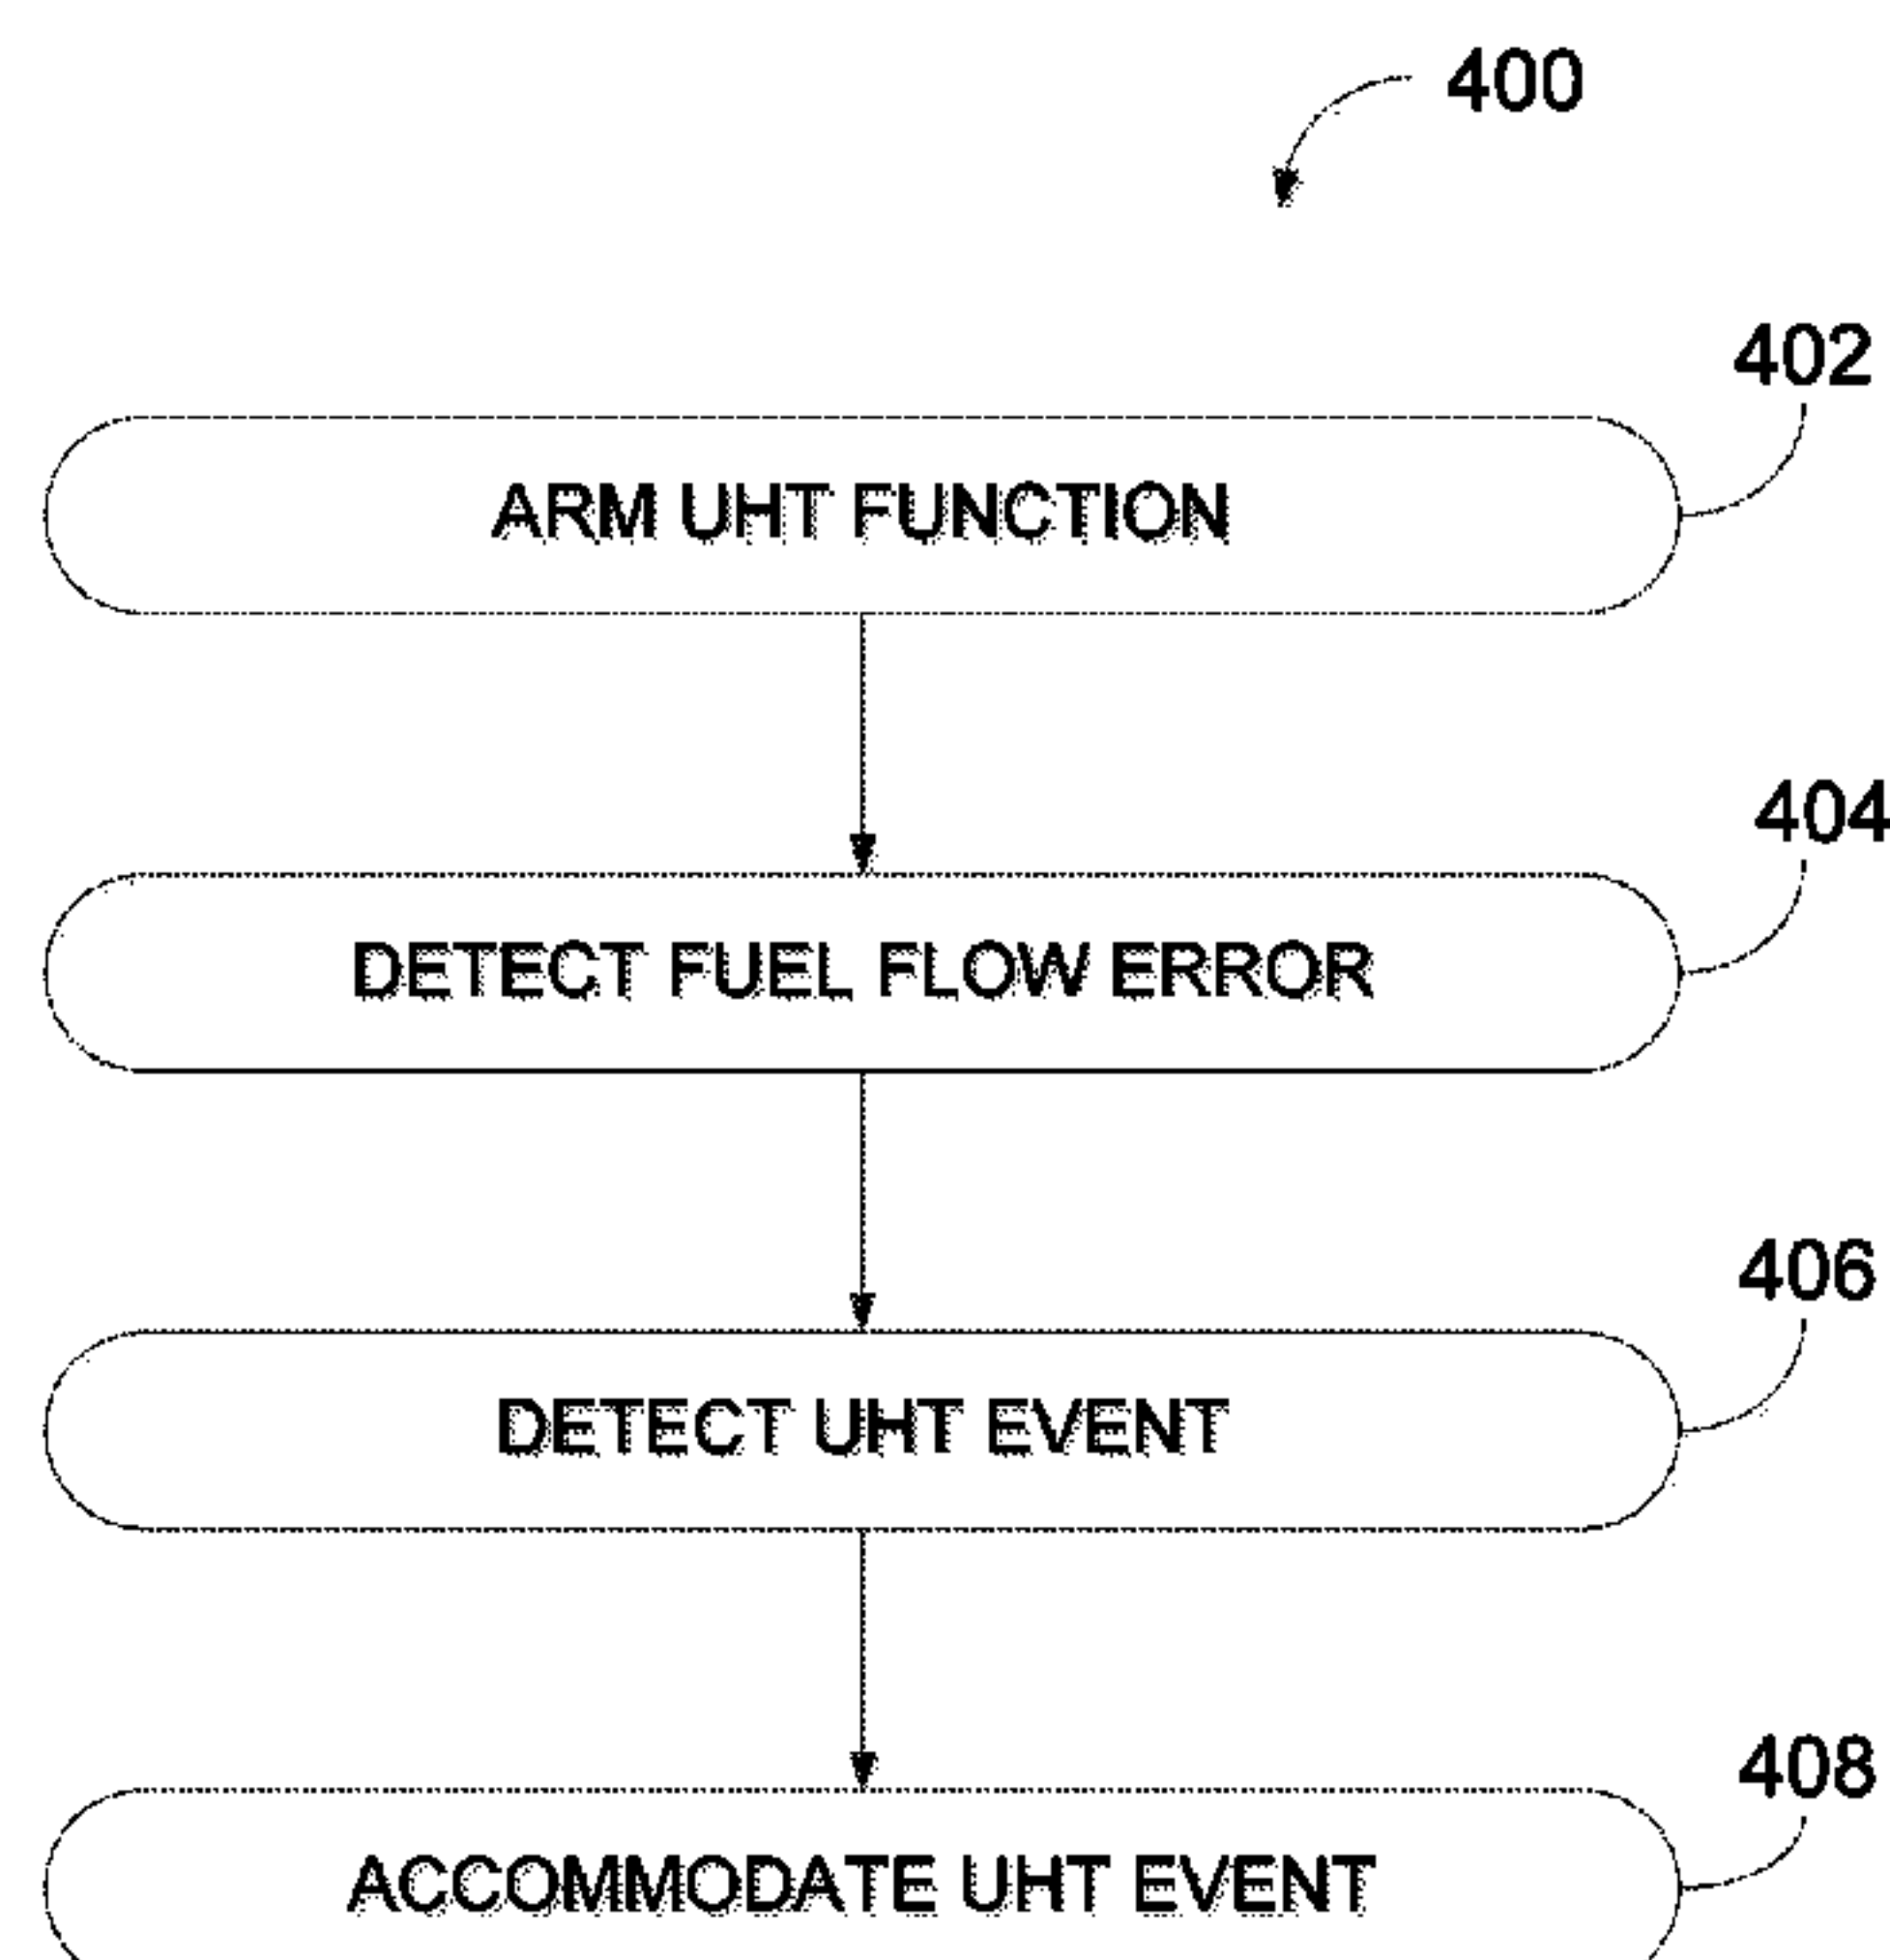 400
402
ARM UHT FUNCTION
404
DETECT FUEL FLOW ERROR
406
DETECT UHT EVENT
408
ACCOMMODATE UHT EVENT